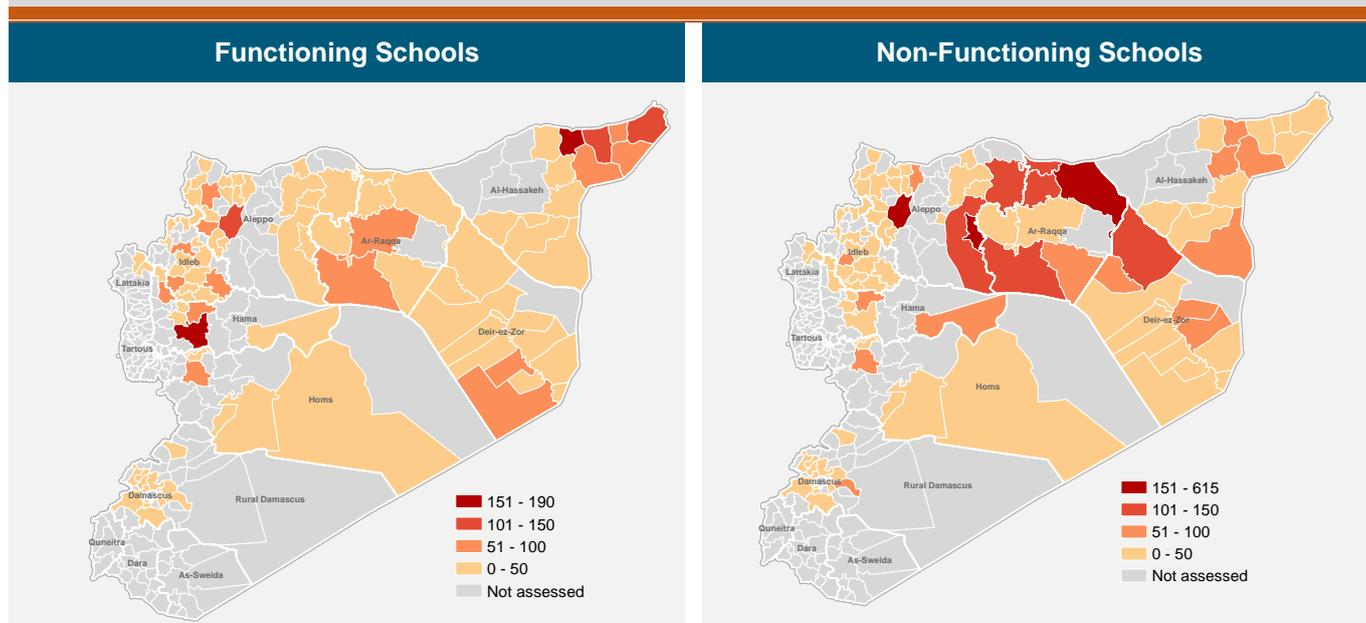 Functioning Schools
Al-Hassakeh
Aleppo
Ar-Raqqa
Idleb
Lattakia
Hama
Deir-ez-Zor
Tartous
Homs
Damascus
Rural Damascus
Quneitra
Dara
As-Sweida
151 - 190
101 - 150
51 - 100
0 - 50
Not assessed
Non-Functioning Schools
Al-Hassakeh
Aleppo
Ar-Raqqa
Idleb
Lattakia
Hama
Deir-ez-Zor
Tartous
Homs
Damascus
Rural Damascus
Quneitra
Dara
As-Sweida
151 - 615
101 - 150
51 - 100
0 - 50
Not assessed